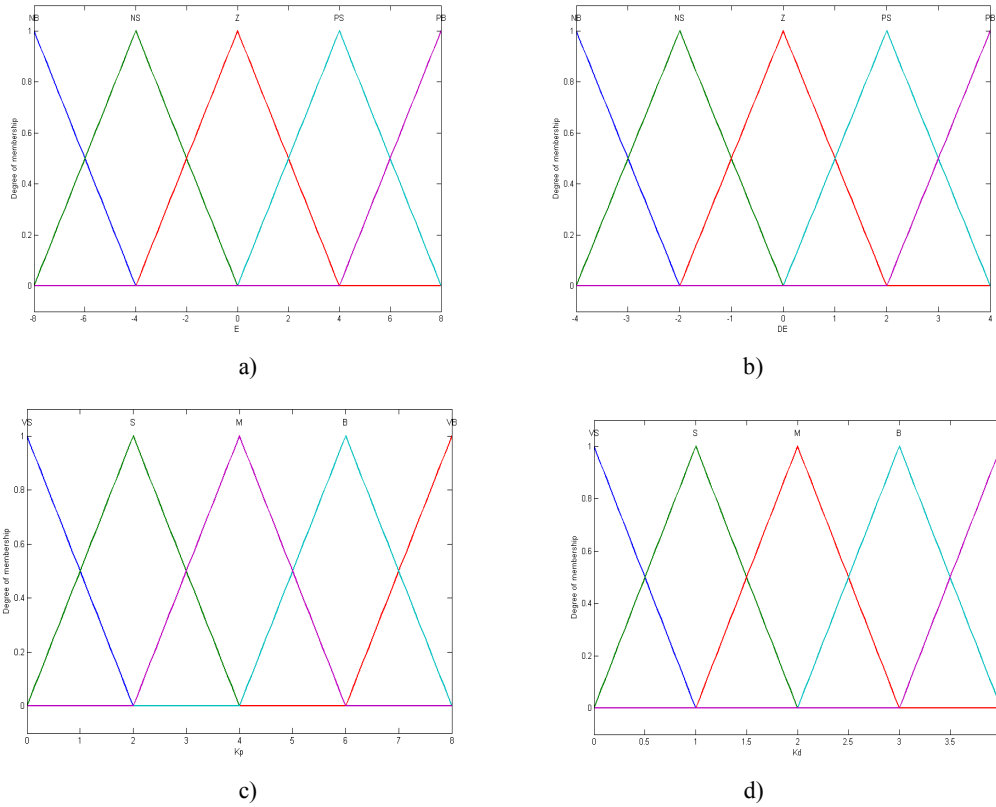 NB NS Z PS PB
1
0.8
0.6
0.4
0.2
0
Degree of membership
-8 -6 -4 -2 0 2 4 6 8
E
a)
NB NS Z PS PB
1
0.8
0.6
0.4
0.2
0
Degree of membership
-4 -3 -2 -1 0 1 2 3 4
DE
b)
VS S M B VB
1
0.8
0.6
0.4
0.2
0
Degree of membership
0 1 2 3 4 5 6 7 8
Kp
c)
VS S M B
1
0.8
0.6
0.4
0.2
0
Degree of membership
0 0.5 1 1.5 2 2.5 3 3.5
Kd
d)